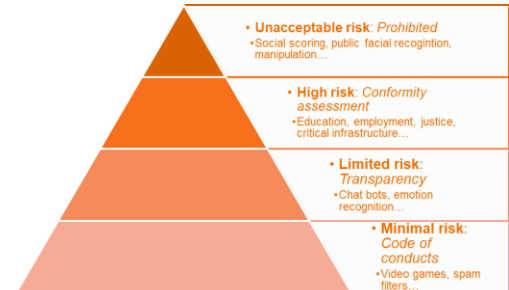 • Unacceptable risk: Prohibited
•Social scoring, public facial recogintion,
manipulation...
• High risk: Conformity
assessment
•Education, employment, justice,
critical infrastructure...
• Limited risk:
Transparency
•Chat bots, emotion
recognition...
• Minimal risk:
Code of
conducts
•Video games, spam
filters...